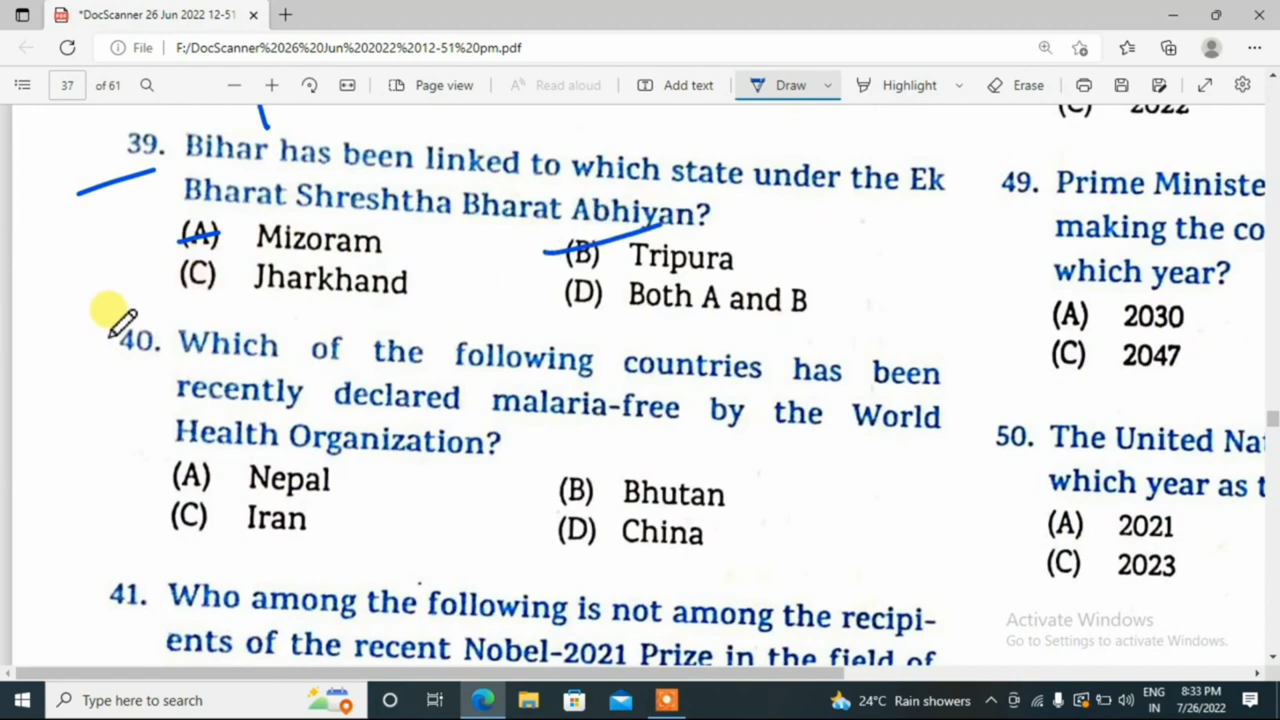 *DocScanner 26 Jun 2022 12-51
File F:/DocScanner%2026%20Jun%202022%2012-51%20pm.pdf
37 of 61 Page view Read aloud Add text Draw Highlight Erase
39. Bihar has been linked to which state under the Ek
Bharat Shreshtha Bharat Abhiyan?
(A) Mizoram (B) Tripura
(C) Jharkhand (D) Both A and B
40. Which of the following countries has been
recently declared malaria-free by the World
Health Organization?
(A) Nepal (B) Bhutan
(C) Iran (D) China
41. Who among the following is not among the recipi-
ents of the recent Nobel-2021 Prize in the field of
(C) 2022
49. Prime Ministe
making the co
which year?
(A) 2030
(C) 2047
50. The United Na
which year as t
(A) 2021
(C) 2023
Activate Windows
Go to Settings to activate Windows.
Type here to search 24°C Rain showers ENG 8:33 PM
IN 7/26/2022